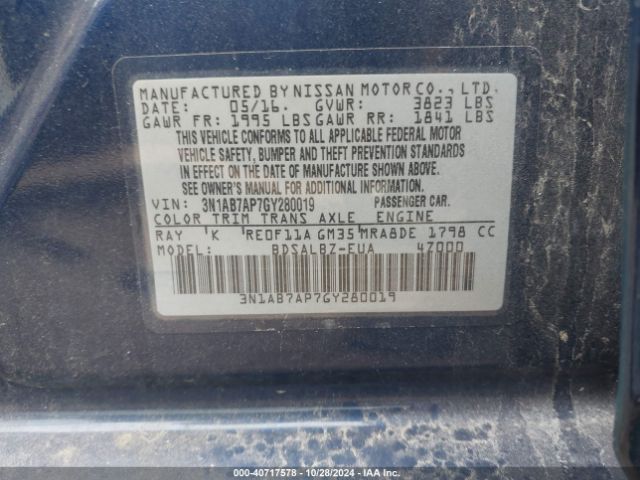 MANUFACTURED BY NISSAN MOTOR CO., LTD.
DATE: 05/16. GVWR: 3823 LBS
GAWR FR: 1995 LBS GAWR RR: 1841 LBS
THIS VEHICLE CONFORMS TO ALL APPLICABLE FEDERAL MOTOR
VEHICLE SAFETY, BUMPER AND THEFT PREVENTION STANDARDS
IN EFFECT ON THE DATE OF MANUFACTURE SHOWN ABOVE.
SEE OWNER'S MANUAL FOR ADDITIONAL INFORMATION.
VIN: 3N1AB7AP7GY280019 PASSENGER CAR.
COLOR TRIM TRANS AXLE ENGINE
RAY K RE0F11A GM35 MRA8DE 1798 CC
MODEL: BDSALBZ-EUA 47000
3N1AB7AP7GY280019
000-40717578 - 10/28/2024 - IAA Inc.